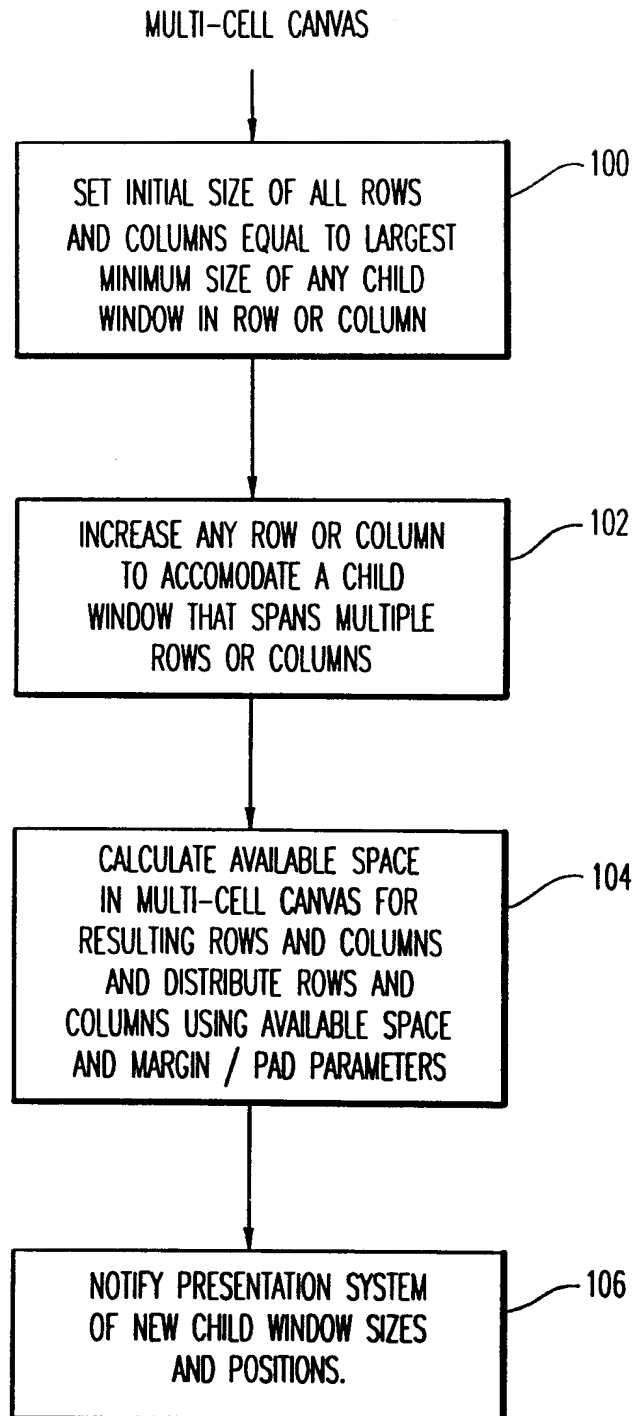 MULTI-CELL CANVAS
100
SET INITIAL SIZE OF ALL ROWS
AND COLUMNS EQUAL TO LARGEST
MINIMUM SIZE OF ANY CHILD
WINDOW IN ROW OR COLUMN
102
INCREASE ANY ROW OR COLUMN
TO ACCOMODATE A CHILD
WINDOW THAT SPANS MULTIPLE
ROWS OR COLUMNS
104
CALCULATE AVAILABLE SPACE
IN MULTI-CELL CANVAS FOR
RESULTING ROWS AND COLUMNS
AND DISTRIBUTE ROWS AND
COLUMNS USING AVAILABLE SPACE
AND MARGIN / PAD PARAMETERS
106
NOTIFY PRESENTATION SYSTEM
OF NEW CHILD WINDOW SIZES
AND POSITIONS.